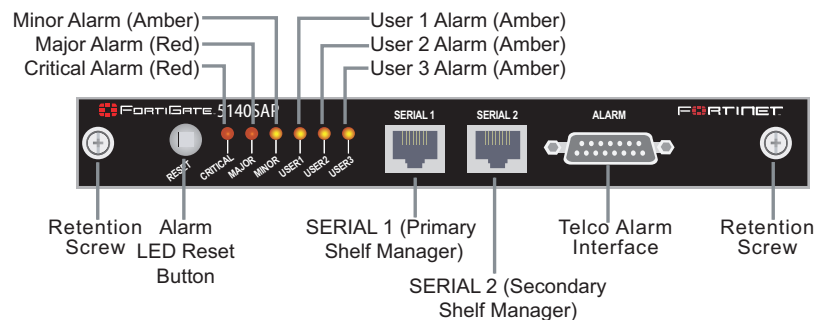 Minor Alarm (Amber)
Major Alarm (Red)
Critical Alarm (Red)
User 1 Alarm (Amber)
User 2 Alarm (Amber)
User 3 Alarm (Amber)
FORTIGATE 5140SAP
SERIAL 1
SERIAL 2
ALARM
FORTINET
RESET
CRITICAL
MAJOR
MINOR
USER1
USER2
USER3
Retention
Screw
Alarm
LED Reset
Button
SERIAL 1 (Primary
Shelf Manager)
SERIAL 2 (Secondary
Shelf Manager)
Telco Alarm
Interface
Retention
Screw